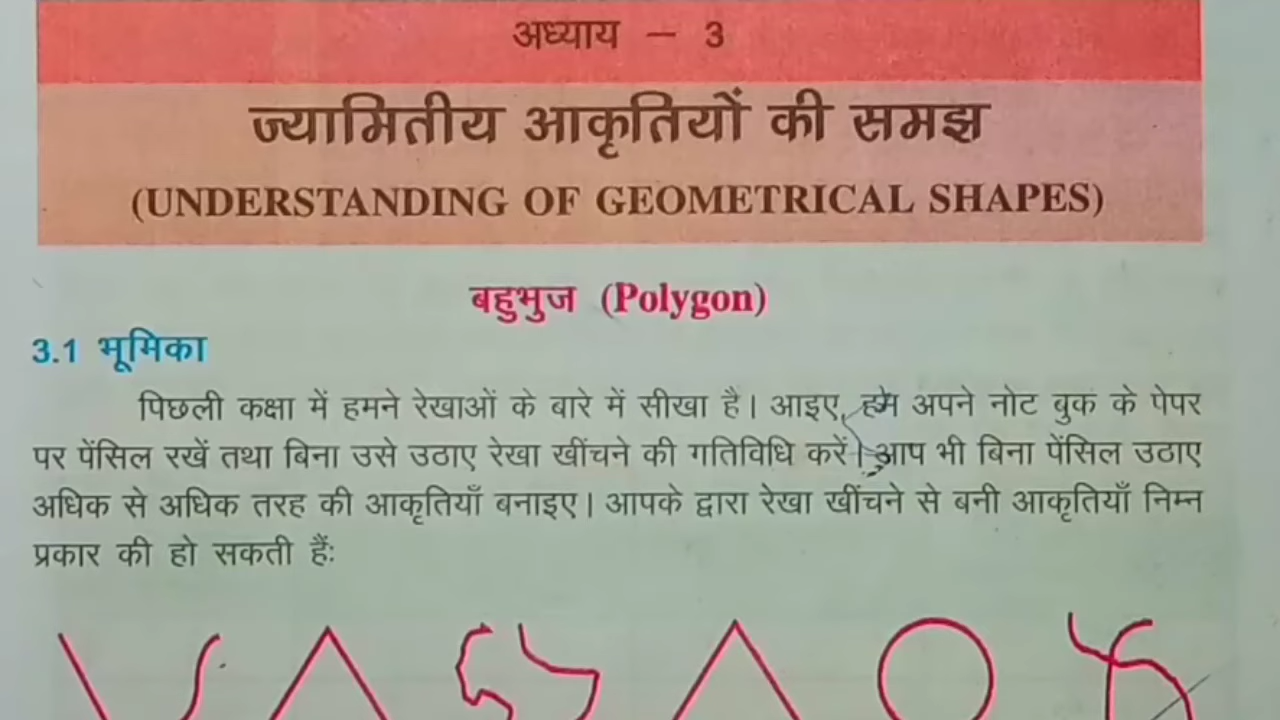 अध्याय — 3
ज्यामितीय आकृतियों की समझ
(UNDERSTANDING OF GEOMETRICAL SHAPES)
बहुभुज (Polygon)
3.1 भूमिका
पिछली कक्षा में हमने रेखाओं के बारे में सीखा है। आइए, हम अपने नोट बुक के पेपर
पर पेंसिल रखें तथा बिना उसे उठाए रेखा खींचने की गतिविधि करें। आप भी बिना पेंसिल उठाए
अधिक से अधिक तरह की आकृतियाँ बनाइए। आपके द्वारा रेखा खींचने से बनी आकृतियाँ निम्न
प्रकार की हो सकती हैं: